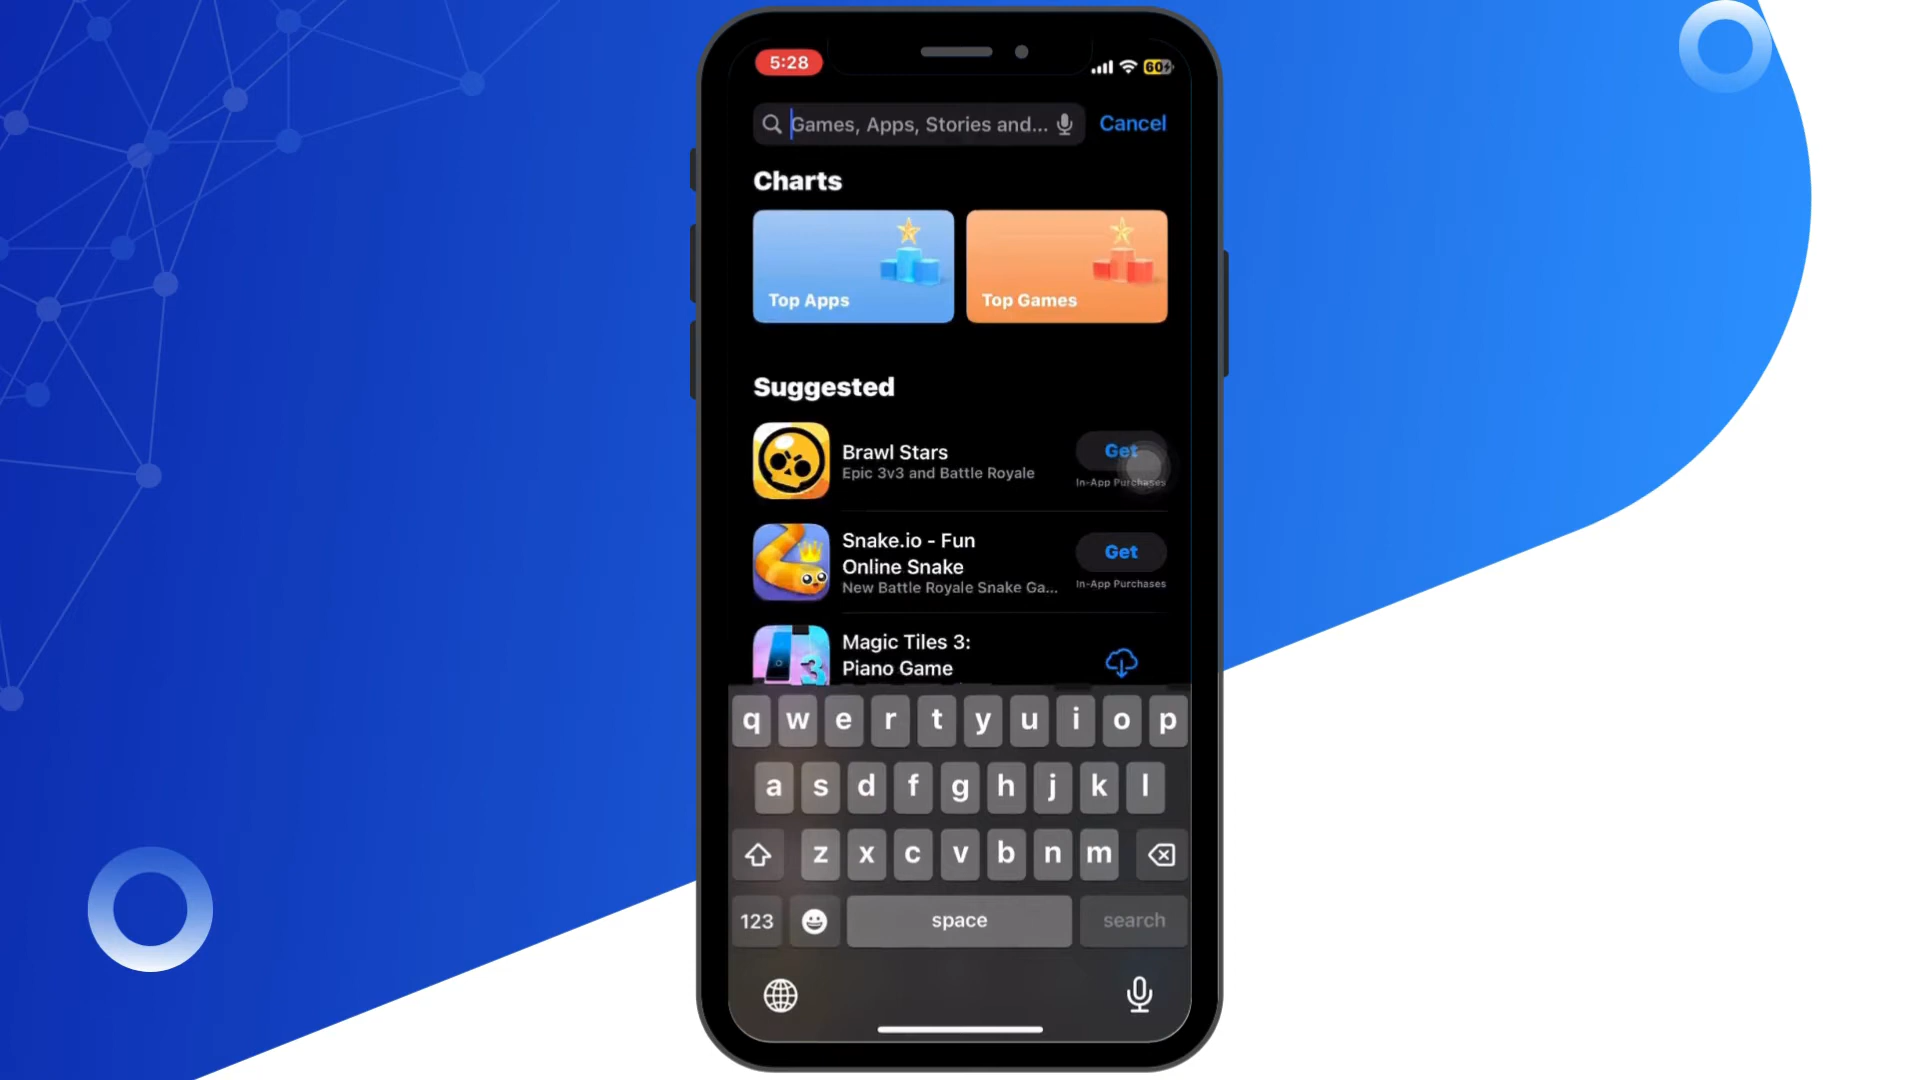 5:28
60
Games, Apps, Stories and...
Cancel
Charts
Top Apps
Top Games
Suggested
Brawl Stars
Epic 3v3 and Battle Royale
Get
In-App Purchases
Snake.io - Fun
Online Snake
New Battle Royale Snake Ga...
Get
In-App Purchases
3
Magic Tiles 3:
Piano Game
q w e r t y u i o p
a s d f g h j k l
z x c v b n m
123
space
search